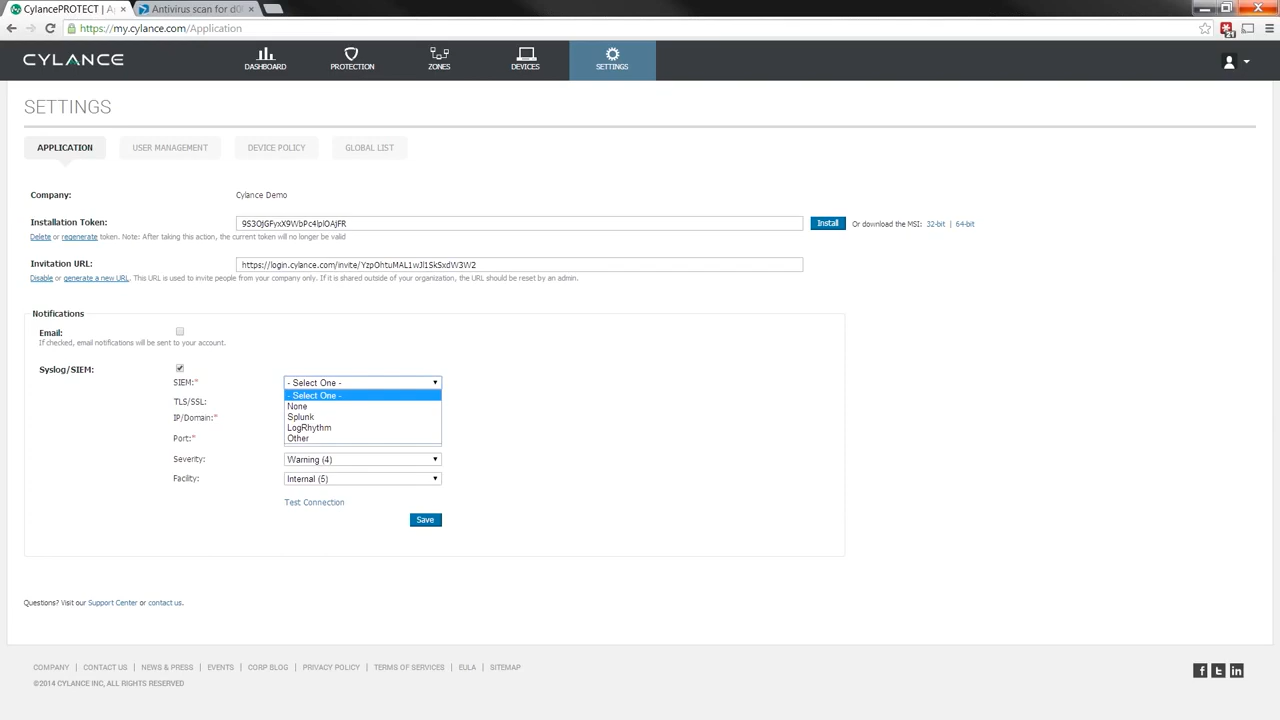 CylancePROTECT | A
Antivirus scan for d0
https://my.cylance.com/Application
21
CYLANCE
DASHBOARD
PROTECTION
ZONES
DEVICES
SETTINGS
SETTINGS
APPLICATION
USER MANAGEMENT
DEVICE POLICY
GLOBAL LIST
Company:
Cylance Demo
Installation Token:
Install
Or download the MSI: 32-bit | 64-bit
Delete or regenerate token. Note: After taking this action, the current token will no longer be valid
Invitation URL:
Disable or generate a new URL. This URL is used to invite people from your company only. If it is shared outside of your organization, the URL should be reset by an admin.
Notifications
Email:
If checked, email notifications will be sent to your account.
Syslog/SIEM:
SIEM:*
- Select One -
- Select One -
None
Splunk
LogRhythm
Other
TLS/SSL:
IP/Domain:*
Port:*
Severity:
Warning (4)
Facility:
Internal (5)
Test Connection
Save
Questions? Visit our Support Center or contact us.
COMPANY | CONTACT US | NEWS & PRESS | EVENTS | CORP BLOG | PRIVACY POLICY | TERMS OF SERVICES | EULA | SITEMAP
©2014 CYLANCE INC, ALL RIGHTS RESERVED